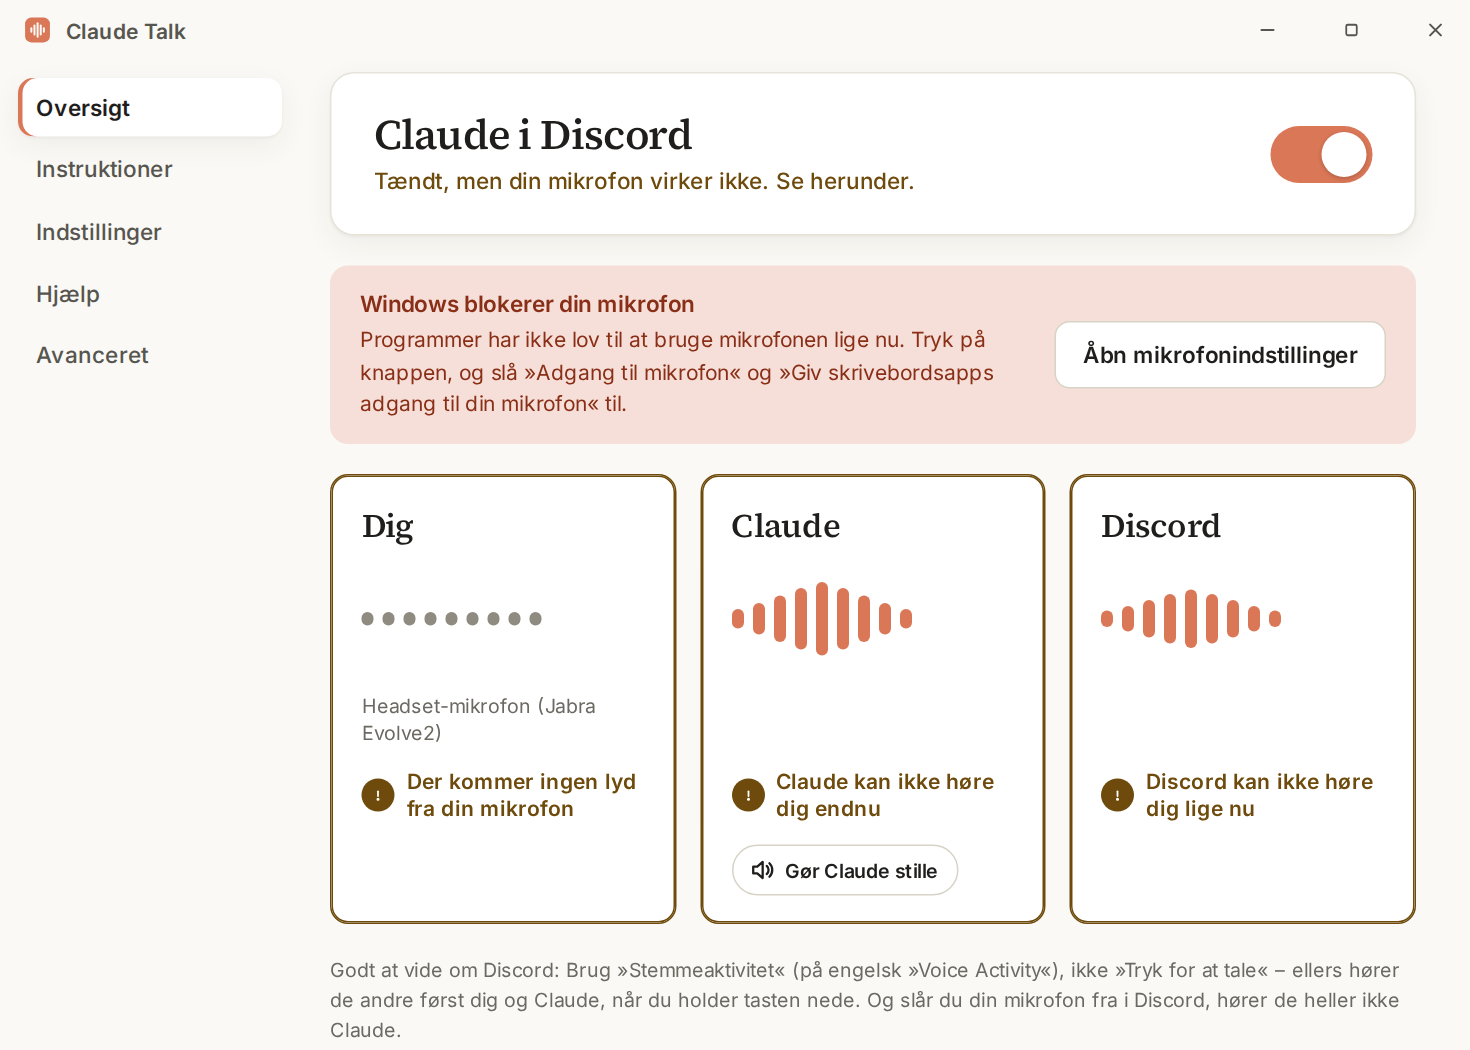 Claude Talk
Oversigt
Instruktioner
Indstillinger
Hjælp
Avanceret
Claude i Discord
Tændt, men din mikrofon virker ikke. Se herunder.
Windows blokerer din mikrofon
Programmer har ikke lov til at bruge mikrofonen lige nu. Tryk på
knappen, og slå »Adgang til mikrofon« og »Giv skrivebordsapps
adgang til din mikrofon« til.
Åbn mikrofonindstillinger
Dig
Headset-mikrofon (Jabra
Evolve2)
Der kommer ingen lyd
fra din mikrofon
Claude
Claude kan ikke høre
dig endnu
Gør Claude stille
Discord
Discord kan ikke høre
dig lige nu
Godt at vide om Discord: Brug »Stemmeaktivitet« (på engelsk »Voice Activity«), ikke »Tryk for at tale« – ellers hører
de andre først dig og Claude, når du holder tasten nede. Og slår du din mikrofon fra i Discord, hører de heller ikke
Claude.